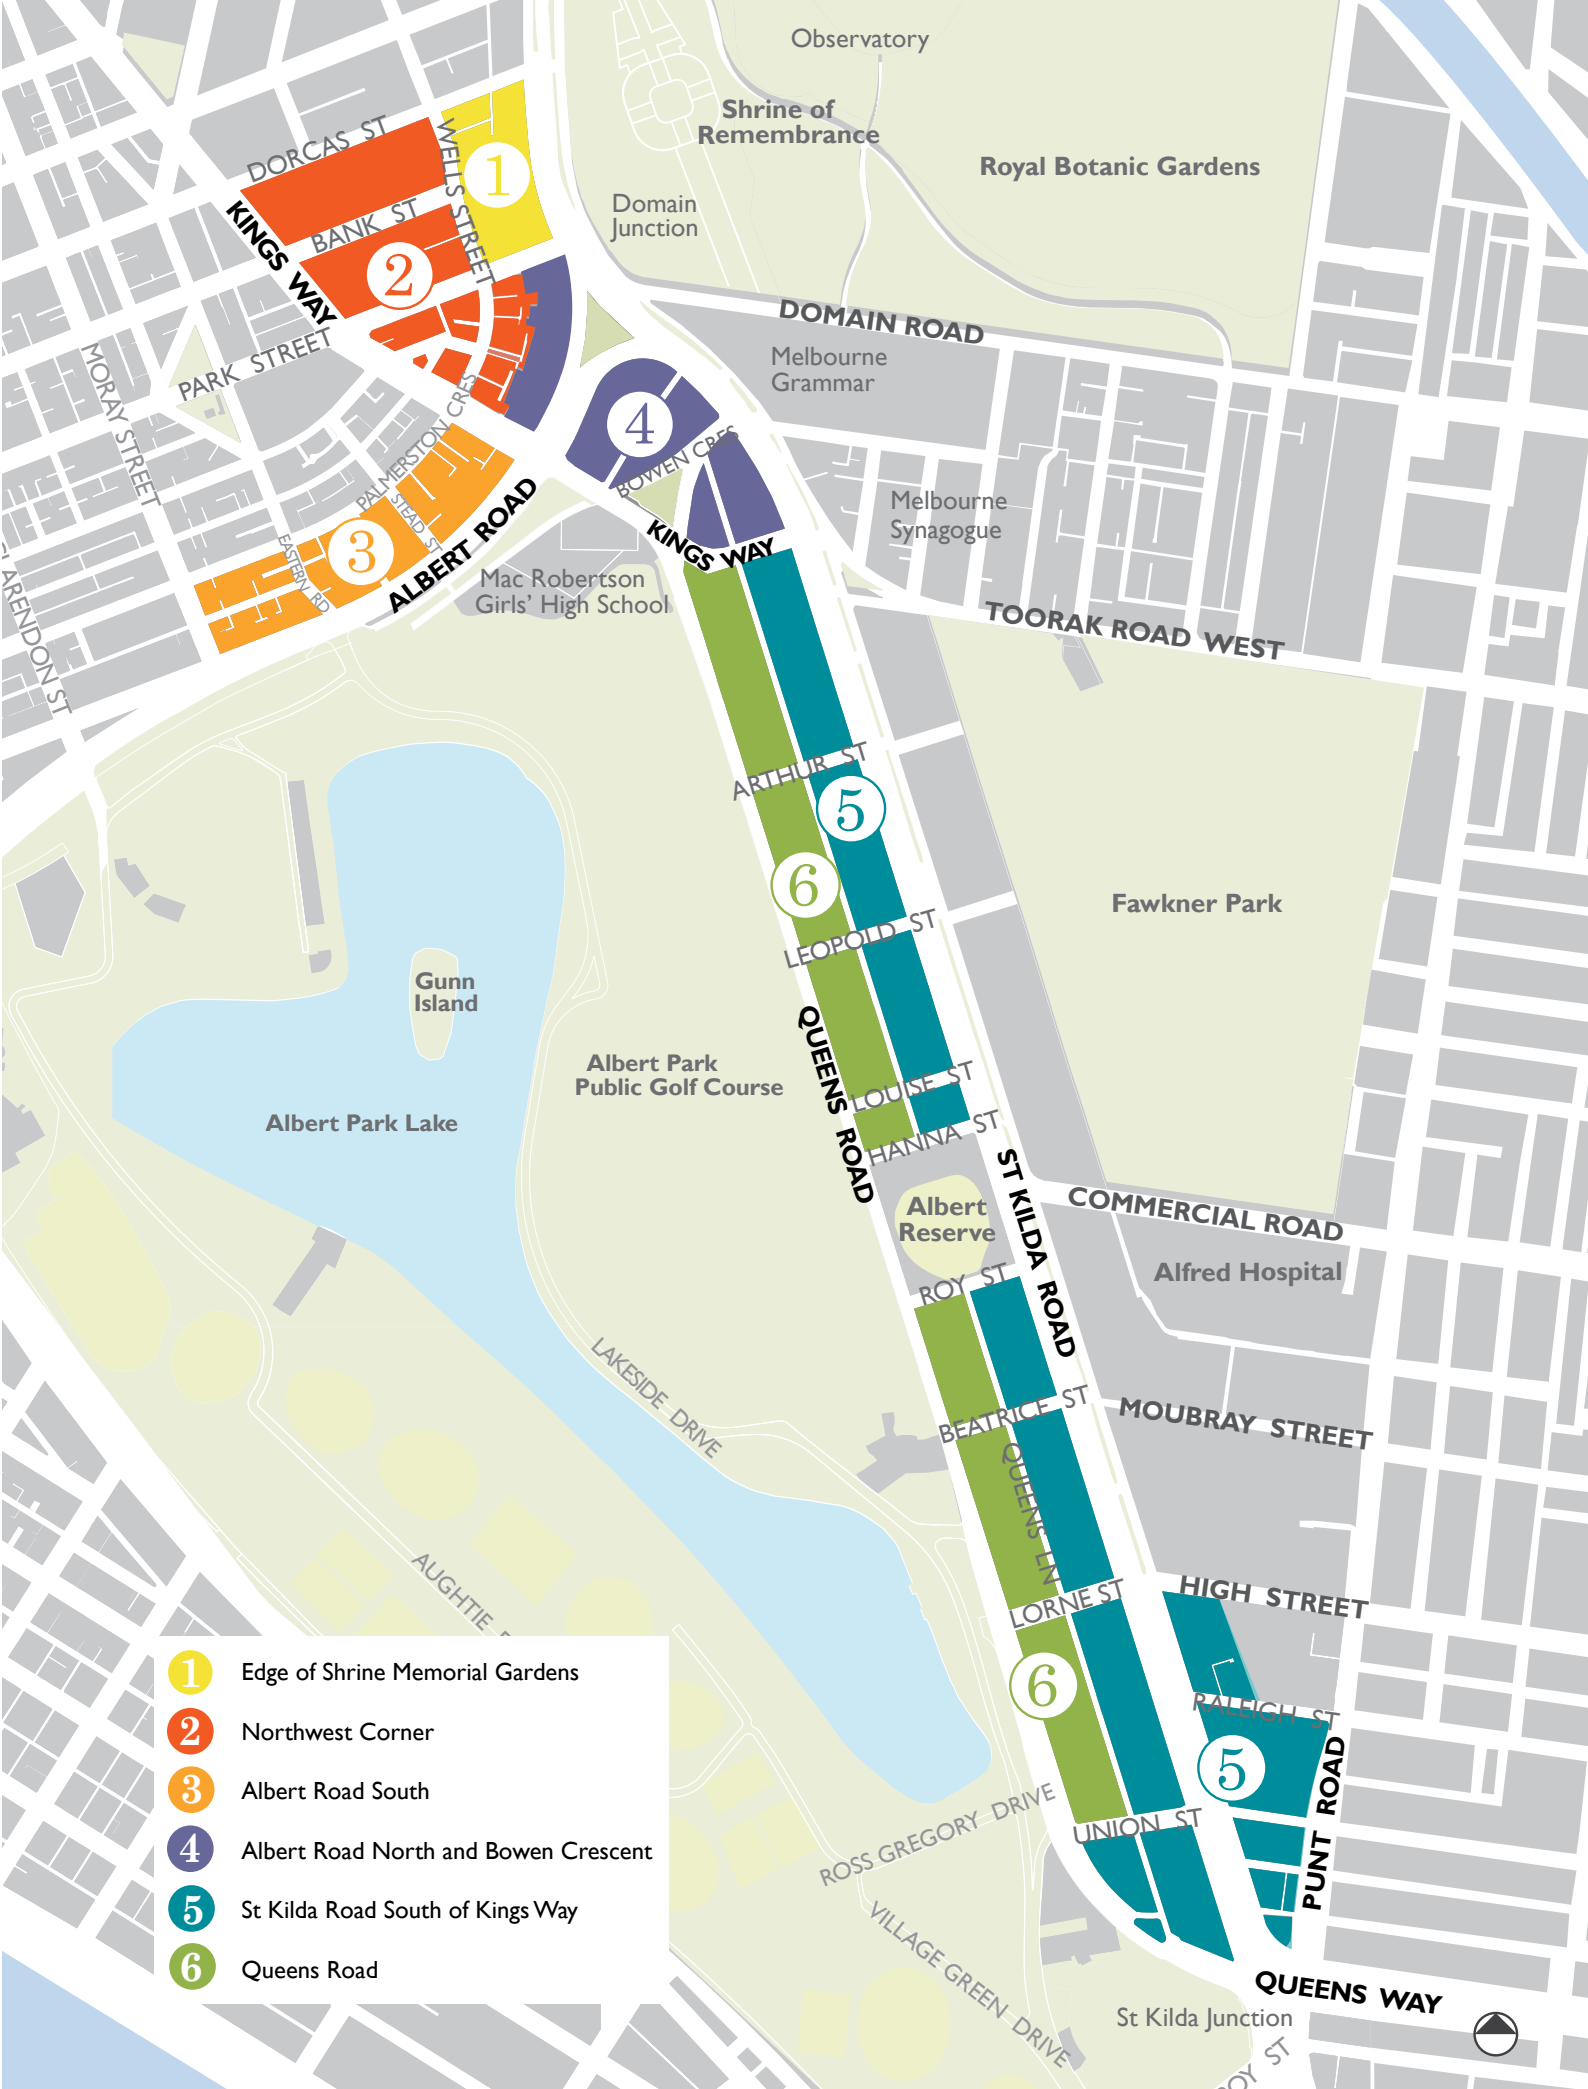 Observatory
Shrine of
Remembrance
Royal Botanic Gardens
DORCAS ST
WELLS STREET
1
Domain
Junction
BANK ST
KINGS WAY
2
DOMAIN ROAD
PARK STREET
MORAY STREET
Melbourne
Grammar
PALMERSTON CRES
4
BOWEN CRES
STEAD ST
3
EASTERN RD
ALBERT ROAD
KINGS WAY
Melbourne
Synagogue
Mac Robertson
Girls' High School
CLARENDON ST
TOORAK ROAD WEST
ARTHUR ST
5
6
Fawkner Park
LEOPOLD ST
Gunn
Island
QUEENS ROAD
Albert Park
Public Golf Course
LOUISE ST
Albert Park Lake
HANNA ST
ST KILDA ROAD
COMMERCIAL ROAD
Albert
Reserve
Alfred Hospital
ROY ST
LAKESIDE DRIVE
BEATRICE ST
MOUBRAY STREET
QUEENS LN
AUGHTIE
LORNE ST
HIGH STREET
6
RALEIGH ST
5
PUNT ROAD
UNION ST
ROSS GREGORY DRIVE
VILLAGE GREEN DRIVE
QUEENS WAY
St Kilda Junction
ROY ST
1 Edge of Shrine Memorial Gardens
2 Northwest Corner
3 Albert Road South
4 Albert Road North and Bowen Crescent
5 St Kilda Road South of Kings Way
6 Queens Road